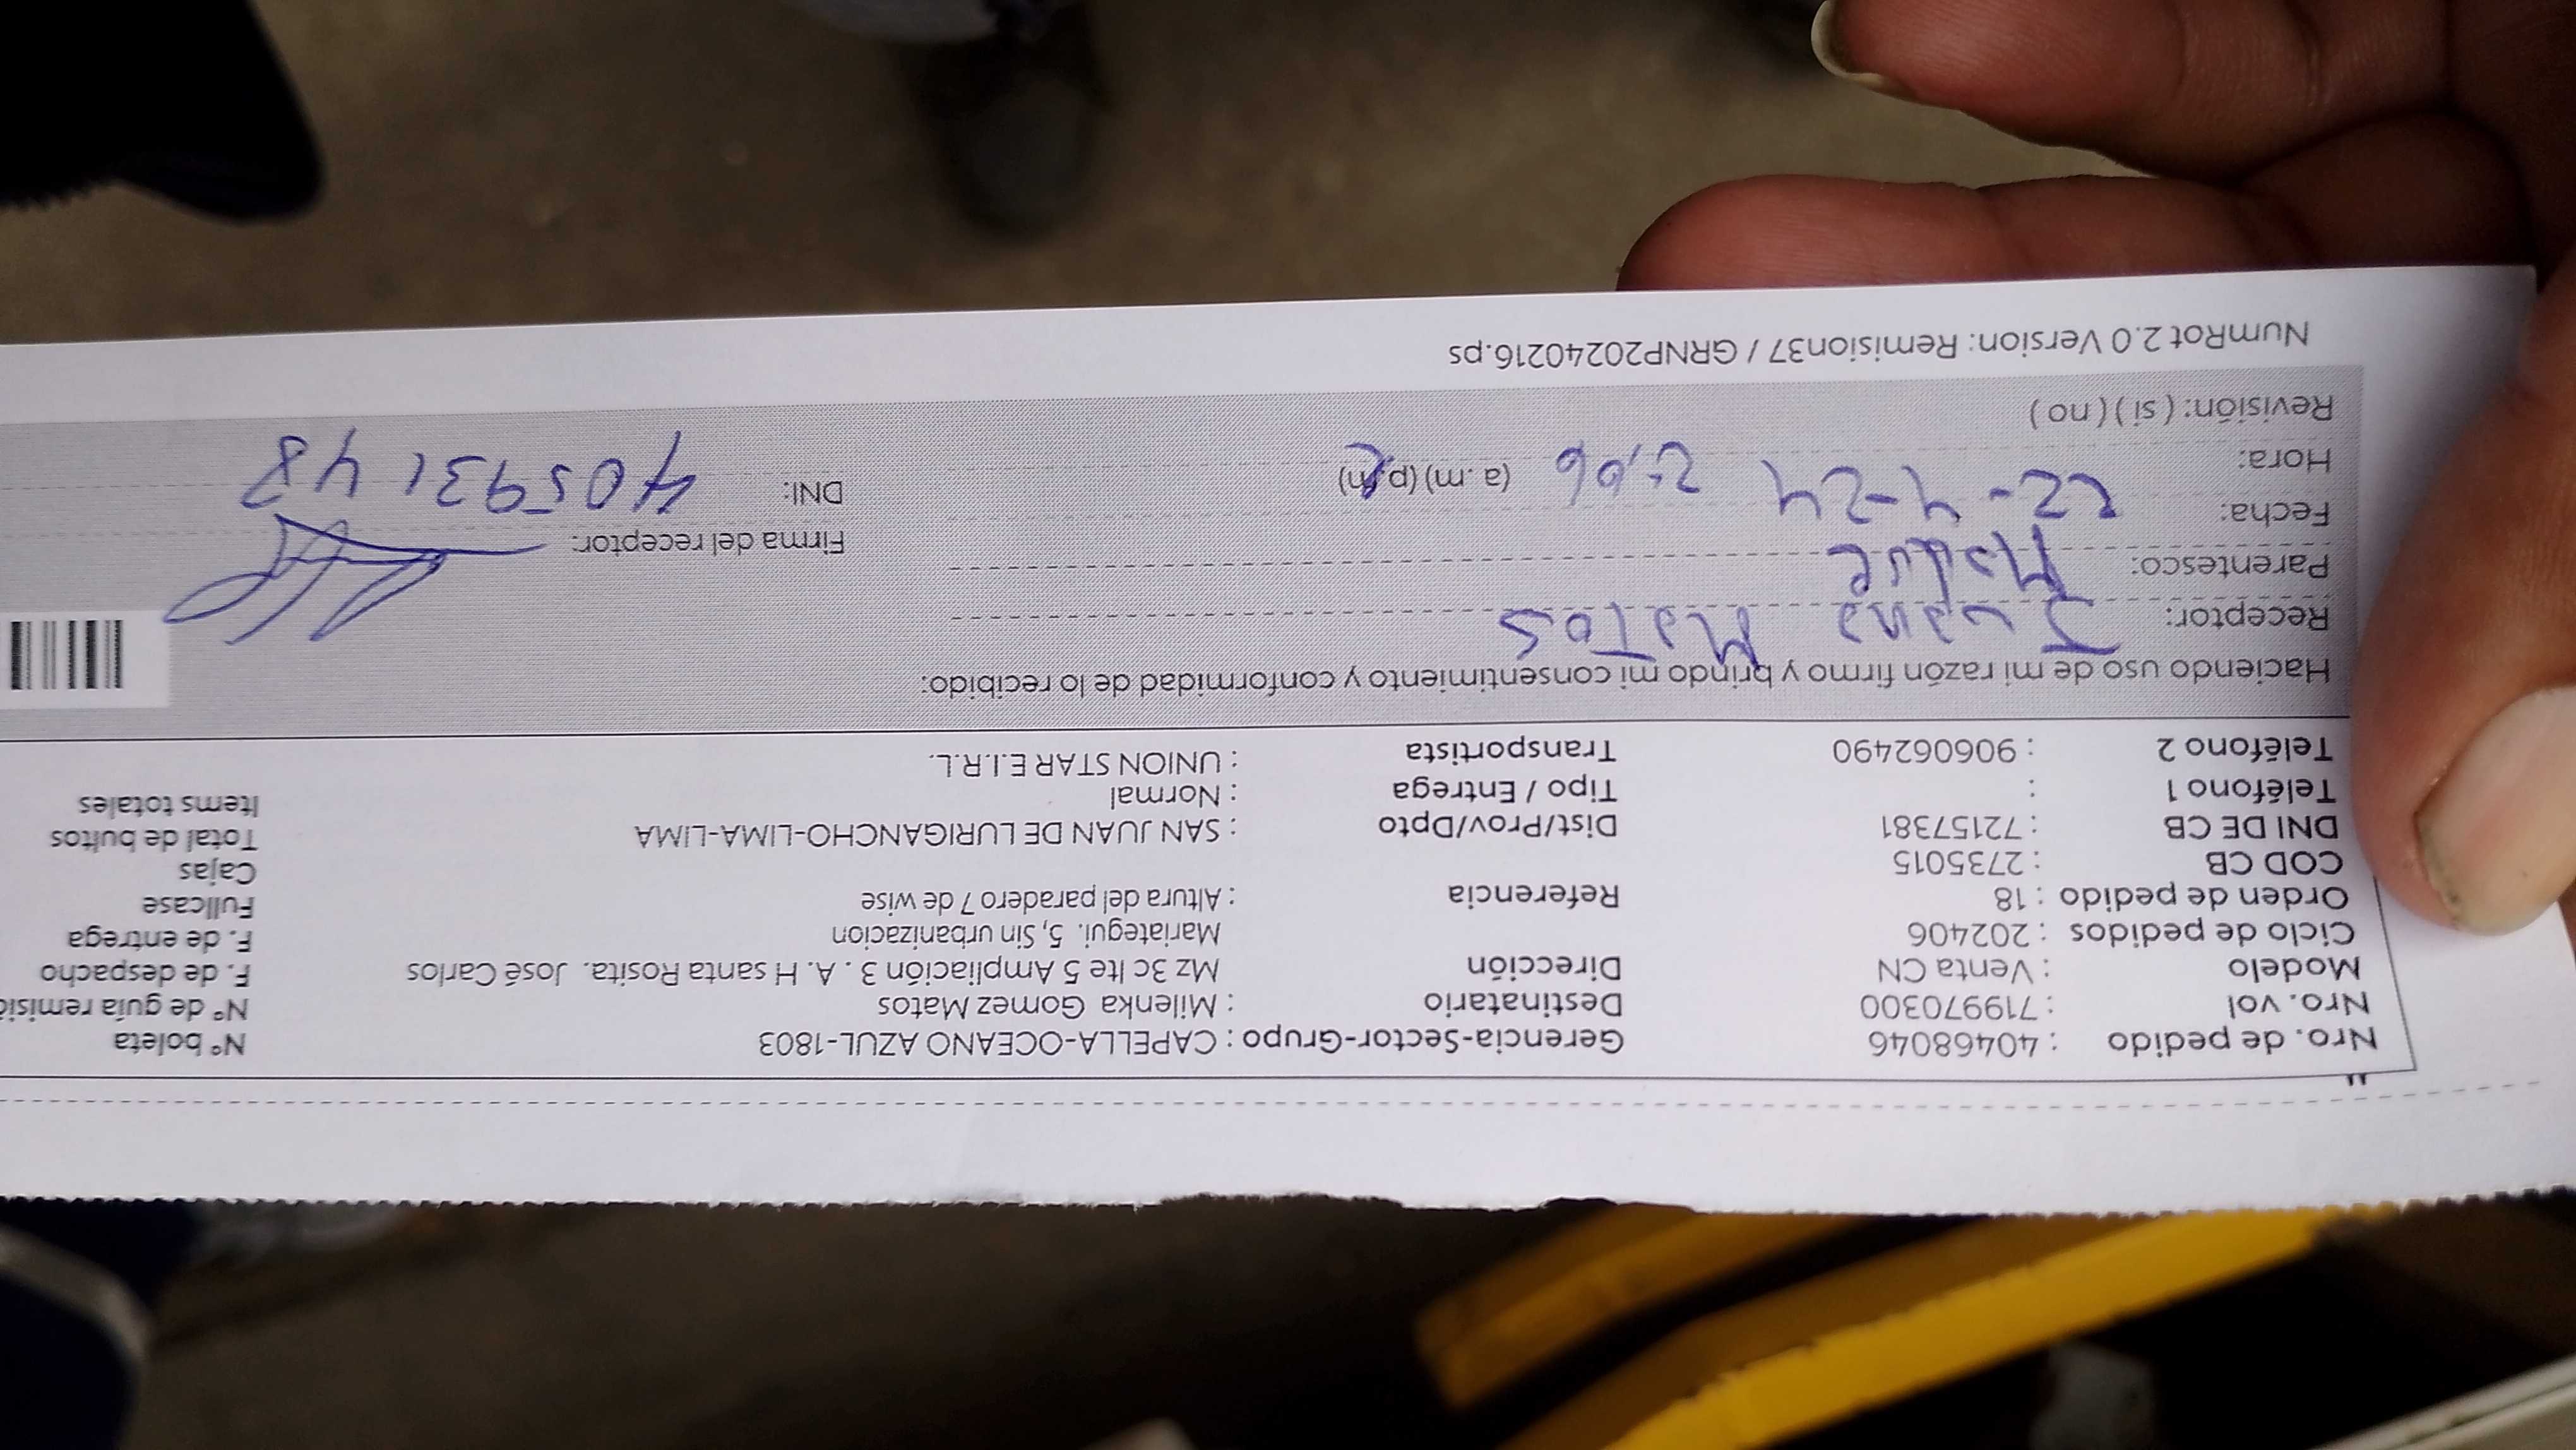 Nro. de pedido : 40468046 Gerencia-Sector-Grupo : CAPELLA-OCEANO AZUL-1803 N° boleta
Nro. vol : 719970300 Destinatario : Milenka Gomez Matos N° de guía remisió
Modelo : Venta CN Dirección Mz 3c lte 5 Ampliación 3 . A. H santa Rosita. José Carlos F. de despacho
Ciclo de pedidos : 202406 Mariategui. 5, Sin urbanizacion F. de entrega
Orden de pedido : 18 Referencia : Altura del paradero 7 de wise Fullcase
COD CB : 2735015 Cajas
DNI DE CB : 72157381 Dist/Prov/Dpto : SAN JUAN DE LURIGANCHO-LIMA-LIMA Total de bultos
Teléfono 1 : Tipo / Entrega : Normal Items totales
Teléfono 2 : 906062490 Transportista : UNION STAR E.I.R.L.
Haciendo uso de mi razón firmo y brindo mi consentimiento y conformidad de lo recibido:
Receptor: Juana Matos
Parentesco: Madre Firma del receptor:
Fecha: 22-4-24
Hora: 2:06 (a.m) (p.m) DNI: 40593148
Revisión: ( si ) ( no )
NumRot 2.0 Version: Remision37 / GRNP20240216.ps